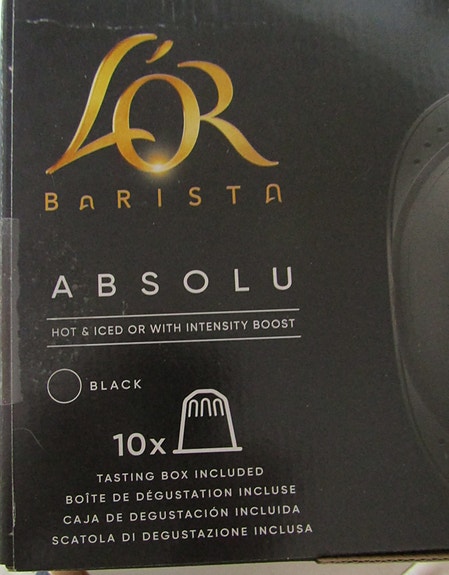 L'OR
BARISTA
ABSOLU
HOT & ICED OR WITH INTENSITY BOOST
BLACK
10x
TASTING BOX INCLUDED
BOÎTE DE DÉGUSTATION INCLUSE
CAJA DE DEGUSTACIÓN INCLUIDA
SCATOLA DI DEGUSTAZIONE INCLUSA